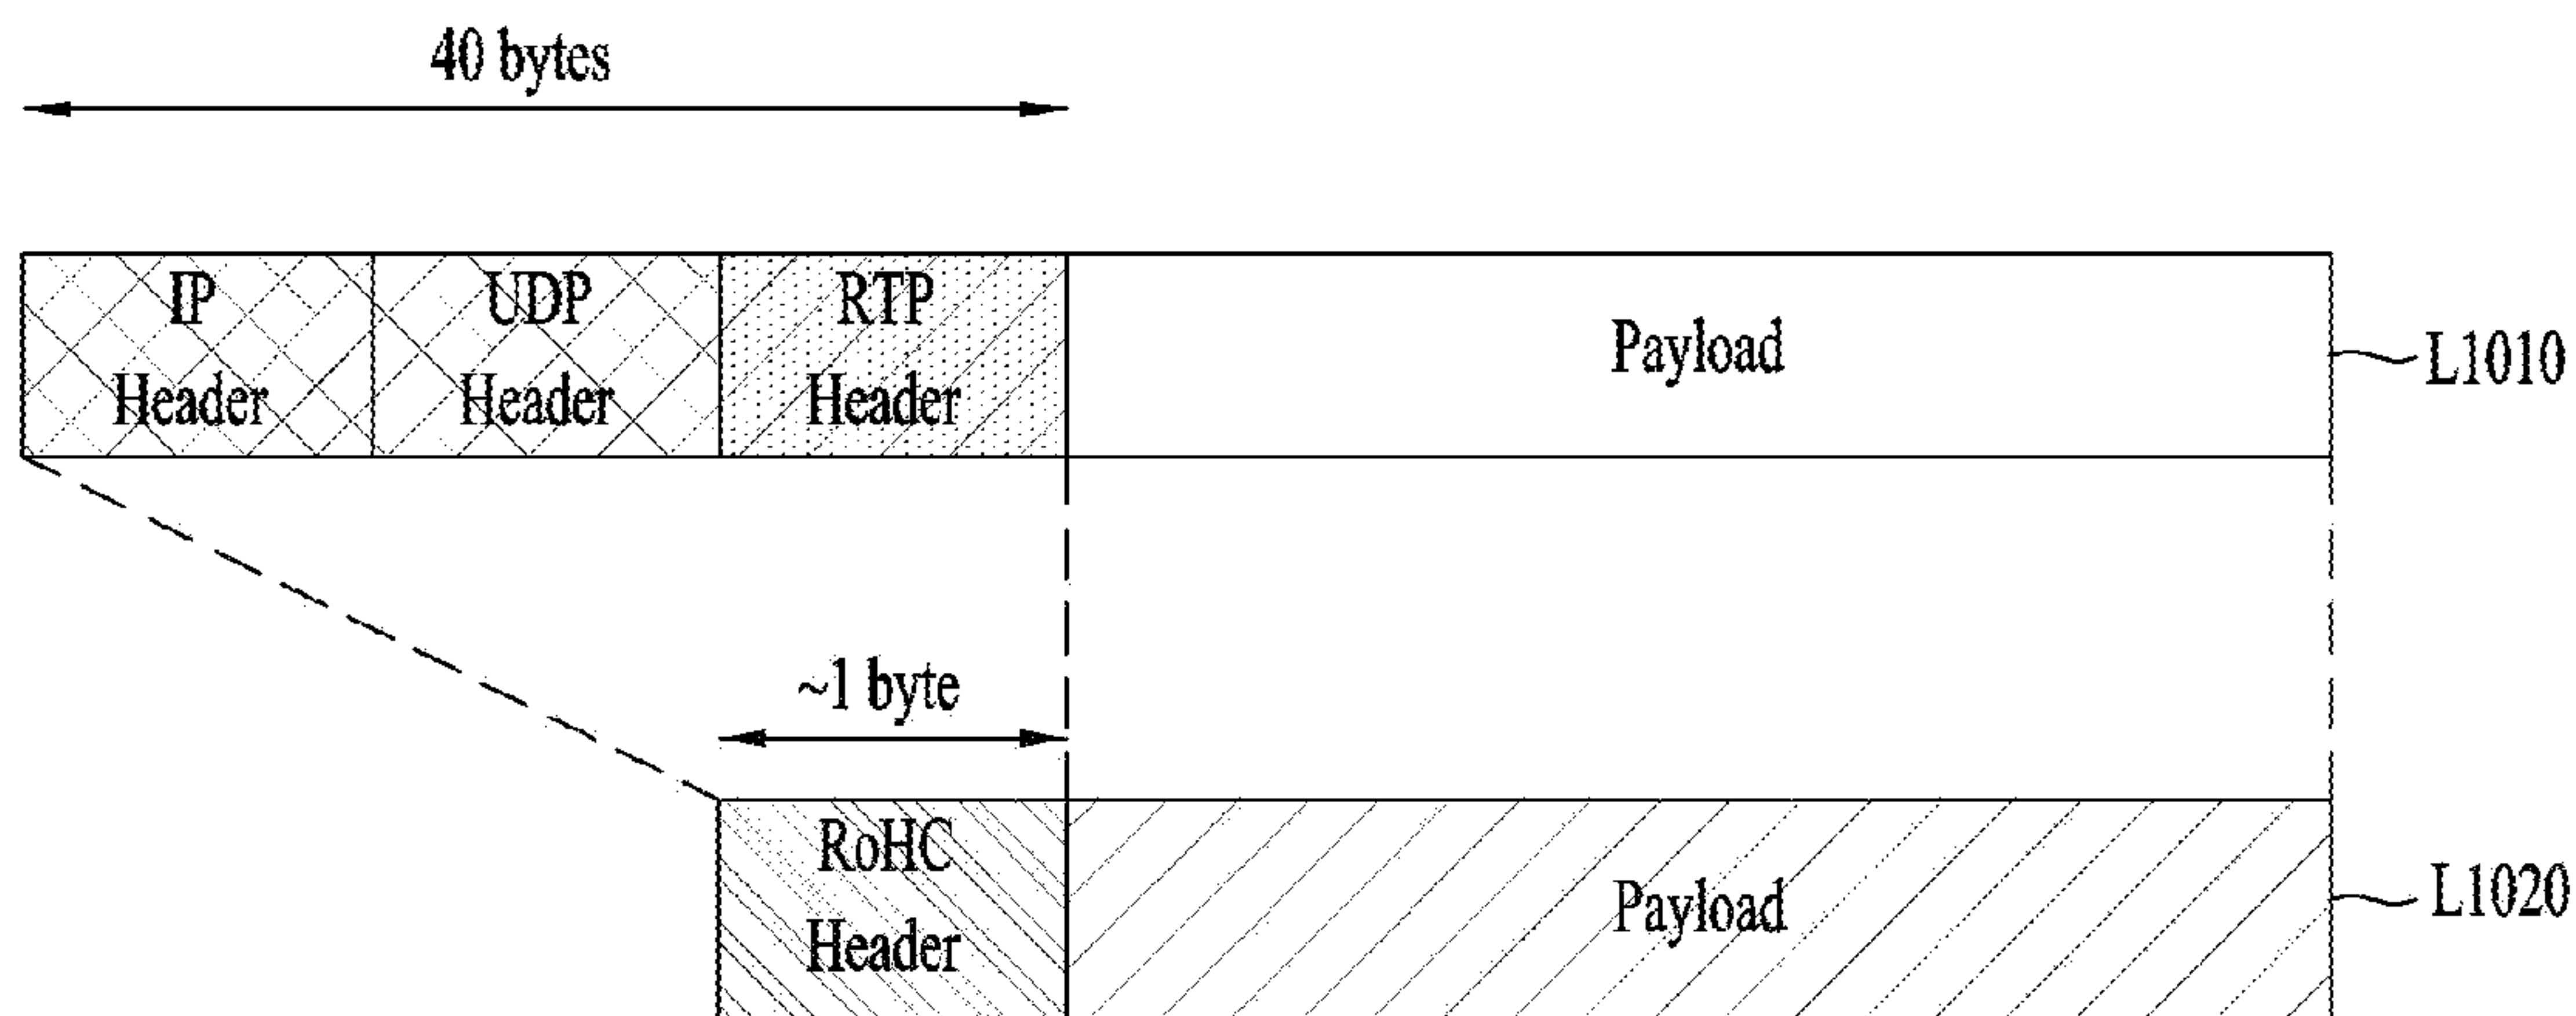 40 bytes
IP
Header
UDP
Header
RTP
Header
Payload
L1010
~1 byte
RoHC
Header
Payload
L1020